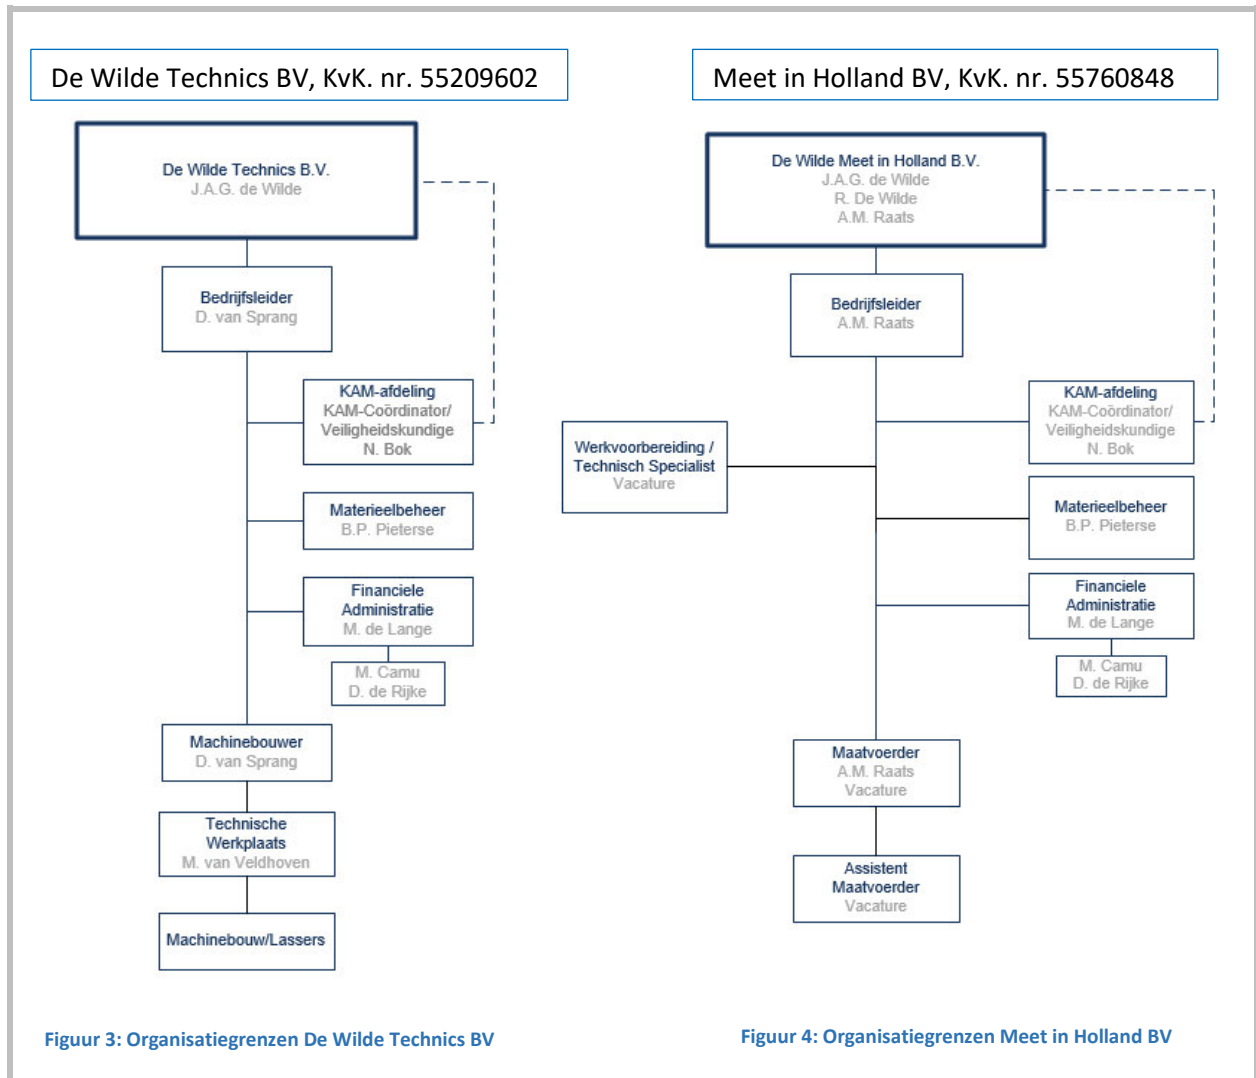 De Wilde Technics BV, KvK. nr. 55209602
De Wilde Technics B.V.
J.A.G. de Wilde
Bedrijfsleider
D. van Sprang
KAM-afdeling
KAM-Coördinator/
Veiligheidskundige
N. Bok
Materieelbeheer
B.P. Pieterse
Financiele
Administratie
M. de Lange
M. Camu
D. de Rijke
Machinebouwer
D. van Sprang
Technische
Werkplaats
M. van Veldhoven
Machinebouw/Lassers
Figuur 3: Organisatiegrenzen De Wilde Technics BV
Meet in Holland BV, KvK. nr. 55760848
De Wilde Meet in Holland B.V.
J.A.G. de Wilde
R. De Wilde
A.M. Raats
Bedrijfsleider
A.M. Raats
KAM-afdeling
KAM-Coördinator/
Veiligheidskundige
N. Bok
Werkvoorbereiding /
Technisch Specialist
Vacature
Materieelbeheer
B.P. Pieterse
Financiele
Administratie
M. de Lange
M. Camu
D. de Rijke
Maatvoerder
A.M. Raats
Vacature
Assistent
Maatvoerder
Vacature
Figuur 4: Organisatiegrenzen Meet in Holland BV